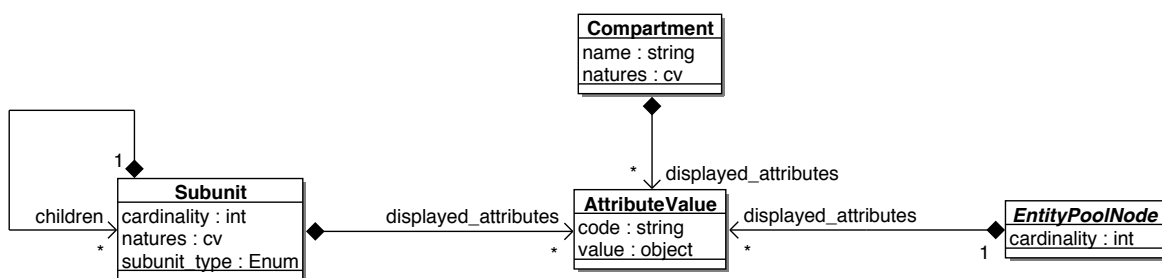 Compartment
name : string
natures : cv
1
* displayed_attributes
Subunit
cardinality : int
natures : cv
subunit_type : Enum
children
*
displayed_attributes
*
AttributeValue
code : string
value : object
displayed_attributes
*
1
EntityPoolNode
cardinality : int